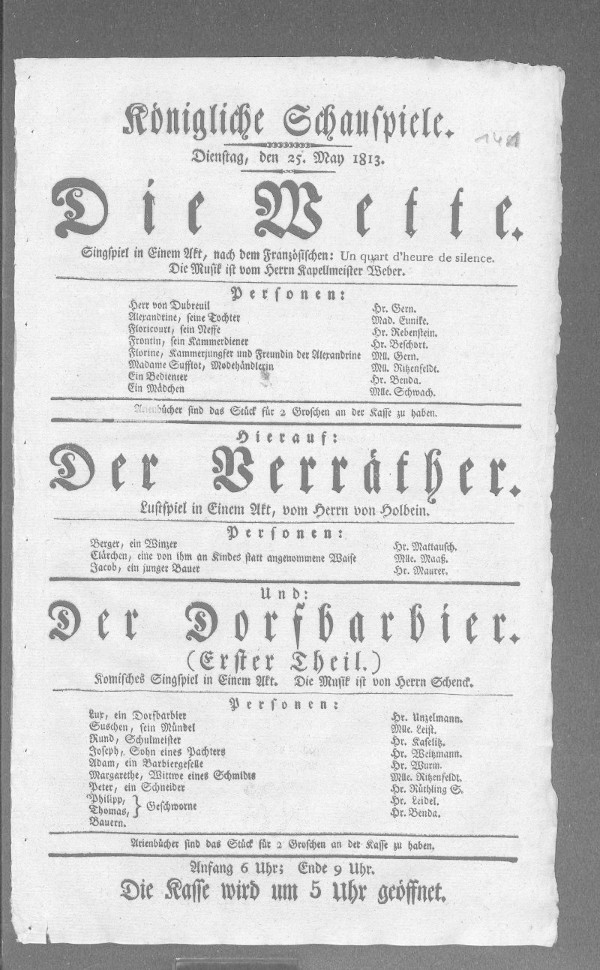 Königliche Schauspiele.
141
Dienstag, den 25. May 1813.
Die Wette.
Singspiel in Einem Akt, nach dem Französischen: Un quart d'heure de silence.
Die Musik ist vom Herrn Kapellmeister Weber.
Personen:
Herr von Dubreuil Hr. Gern.
Alexandrine, seine Tochter Mad. Eunike.
Floricourt, sein Neffe Hr. Rebenstein.
Frontin, sein Kammerdiener Hr. Beschort.
Florine, Kammerjungfer und Freundin der Alexandrine Mll. Gern.
Madame Sufflot, Modehändlerin Mll. Ritzenfeldt.
Ein Bedienter Hr. Benda.
Ein Mädchen Mlle. Schwach.
Arienbücher sind das Stück für 2 Groschen an der Kasse zu haben.
Hierauf:
Der Verräther.
Lustspiel in Einem Akt, vom Herrn von Holbein.
Personen:
Berger, ein Winzer Hr. Mattausch.
Clärchen, eine von ihm an Kindes statt angenommene Waise Mlle. Maaß.
Jacob, ein junger Bauer Hr. Maurer.
Und:
Der Dorfbarbier.
(Erster Theil.)
Komisches Singspiel in Einem Akt. Die Musik ist von Herrn Schenck.
Personen:
Lux, ein Dorfbarbier Hr. Unzelmann.
Suschen, sein Mündel Mlle. Leist.
Rund, Schulmeister Hr. Kaselitz.
Joseph, Sohn eines Pachters Hr. Weitzmann.
Adam, ein Barbiergeselle Hr. Wurm.
Margarethe, Wittwe eines Schmidts Mlle. Ritzenfeldt.
Peter, ein Schneider Hr. Rüthling S.
Philipp, } Geschworne Hr. Leidel.
Thomas, } Hr. Benda.
Bauern.
Arienbücher sind das Stück für 2 Groschen an der Kasse zu haben.
Anfang 6 Uhr; Ende 9 Uhr.
Die Kasse wird um 5 Uhr geöffnet.